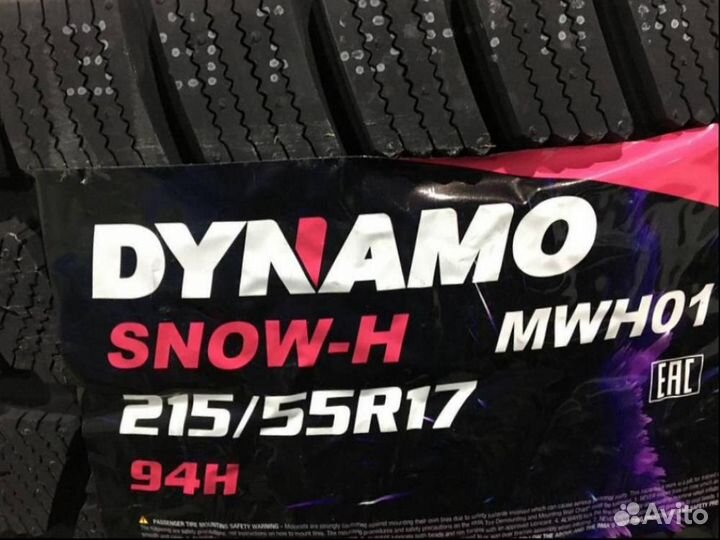 DYNAMO
SNOW-H
MWH01
215/55R17
EAC
94H
PASSENGER TIRE MOUNTING SAFETY WARNING
Avito